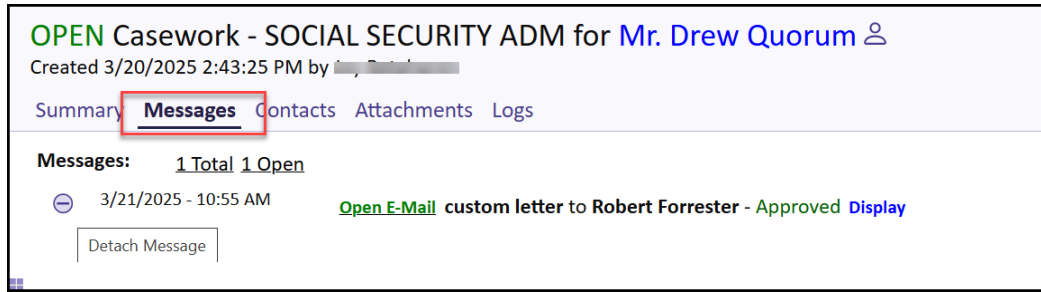 OPEN Casework - SOCIAL SECURITY ADM for Mr. Drew Quorum
Created 3/20/2025 2:43:25 PM by
Summary Messages Contacts Attachments Logs
Messages: 1 Total 1 Open
3/21/2025 - 10:55 AM Open E-Mail custom letter to Robert Forrester - Approved Display
Detach Message